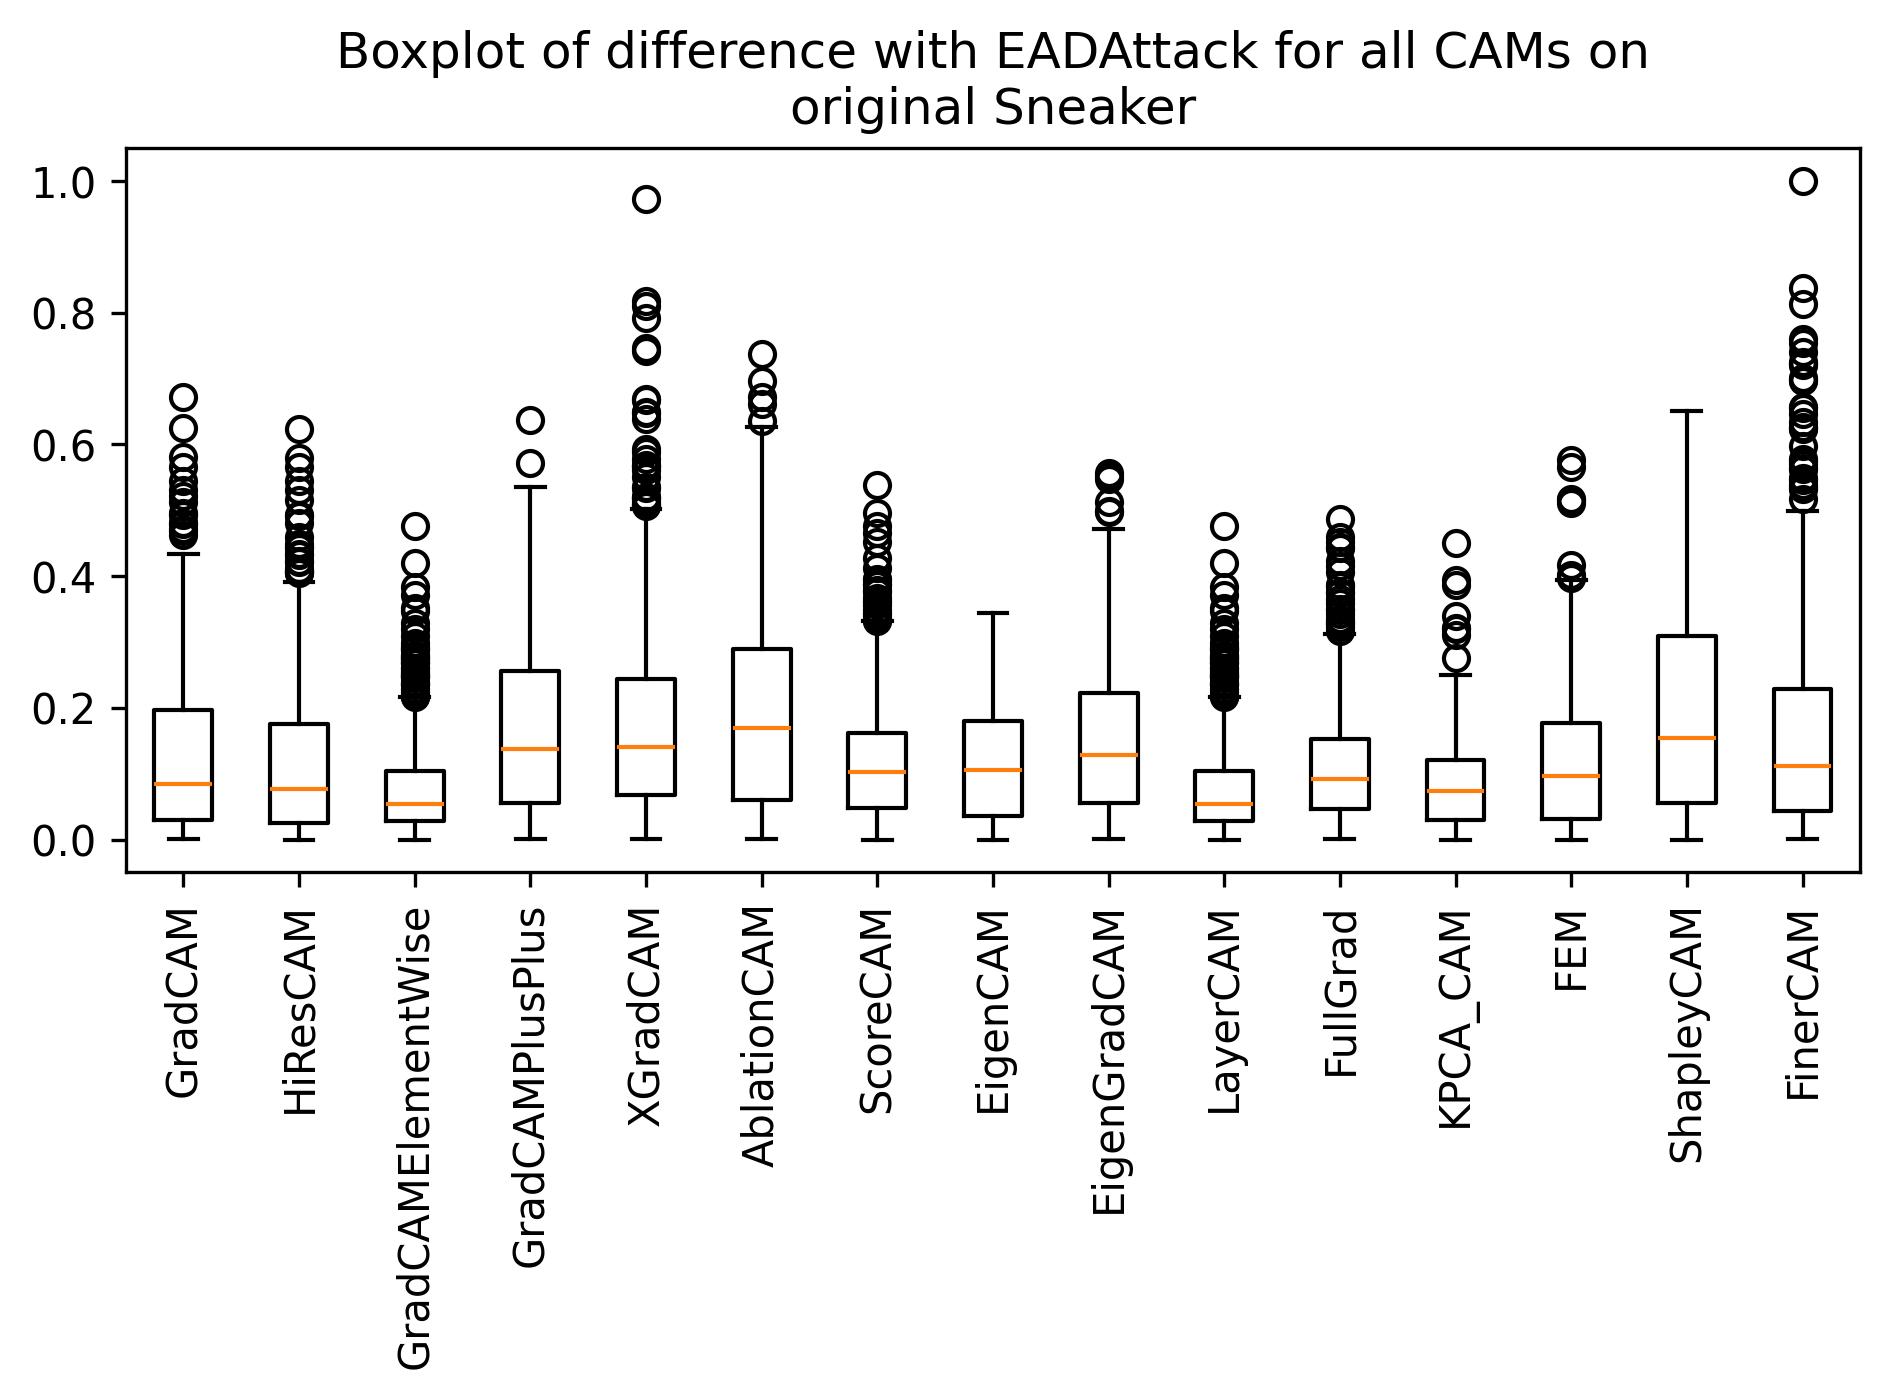 Boxplot of difference with EADAttack for all CAMs on
original Sneaker
1.0
0.8
0.6
0.4
0.2
0.0
GradCAM
HiResCAM
GradCAMElementWise
GradCAMPlusPlus
XGradCAM
AblationCAM
ScoreCAM
EigenCAM
EigenGradCAM
LayerCAM
FullGrad
KPCA_CAM
FEM
ShapleyCAM
FinerCAM